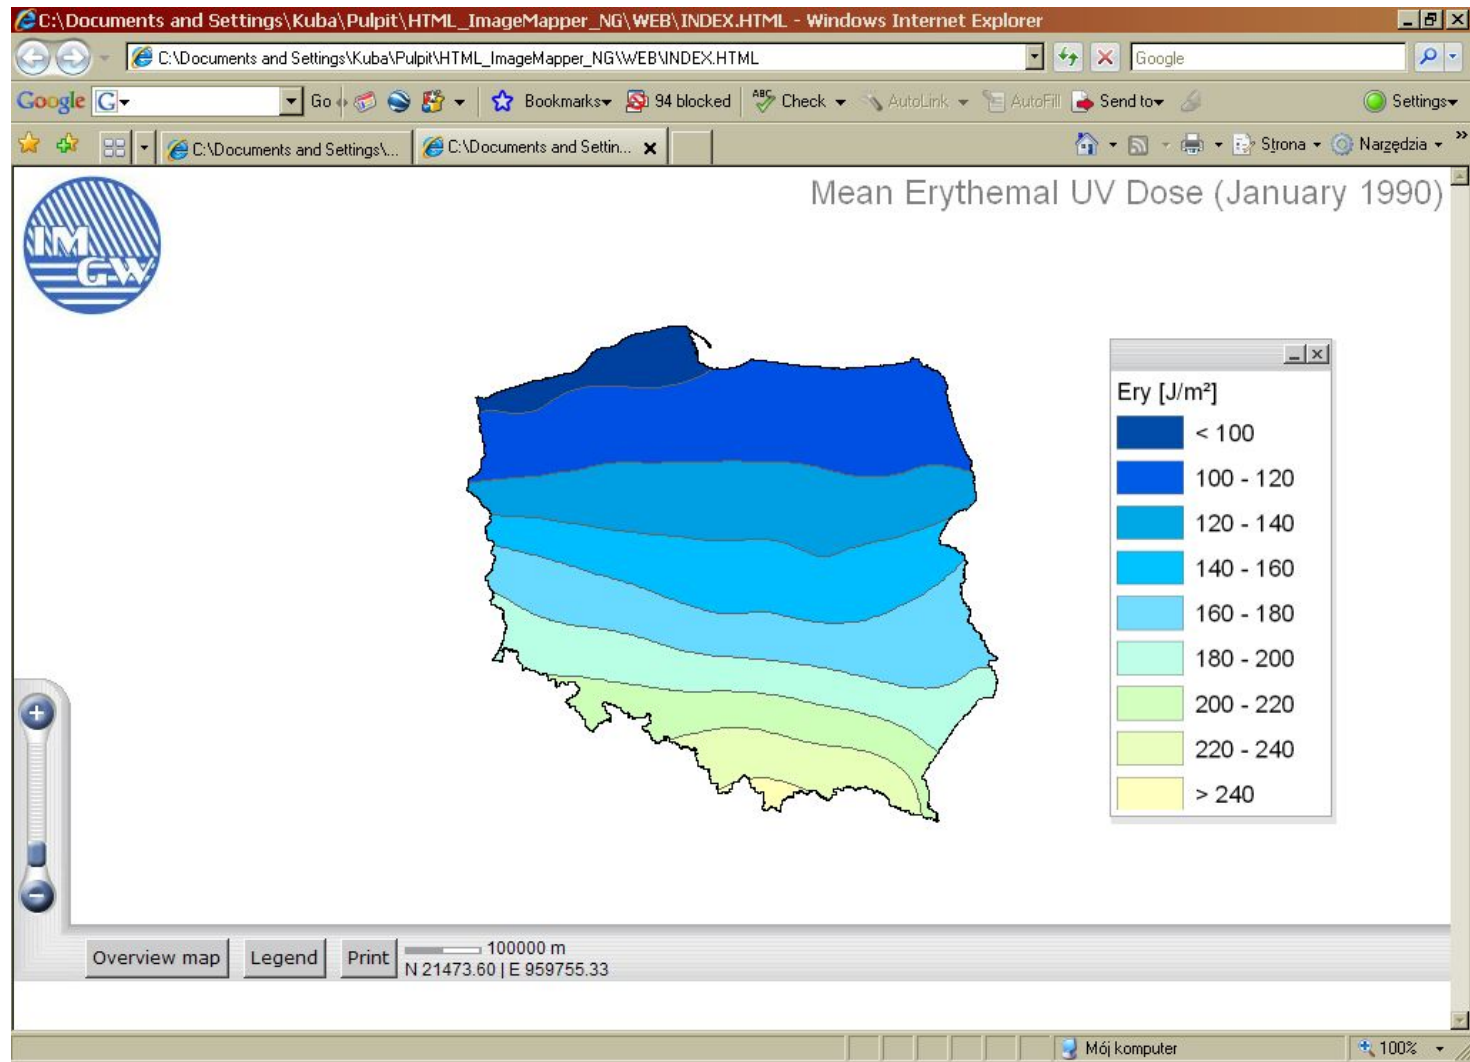 C:\Documents and Settings\Kuba\Pulpit\HTML_ImageMapper_NG\WEB\INDEX.HTML - Windows Internet Explorer
C:\Documents and Settings\Kuba\Pulpit\HTML_ImageMapper_NG\WEB\INDEX.HTML
Google
Google G Go Bookmarks 94 blocked ABC Check AutoLink AutoFill Send to Settings
C:\Documents and Settings\... C:\Documents and Settin... Strona Narzędzia »
Mean Erythemal UV Dose (January 1990)
IM
G-W
Ery [J/m²]
< 100
100 - 120
120 - 140
140 - 160
160 - 180
180 - 200
200 - 220
220 - 240
> 240
Overview map Legend Print 100000 m
N 21473.60 | E 959755.33
Mój komputer 100%